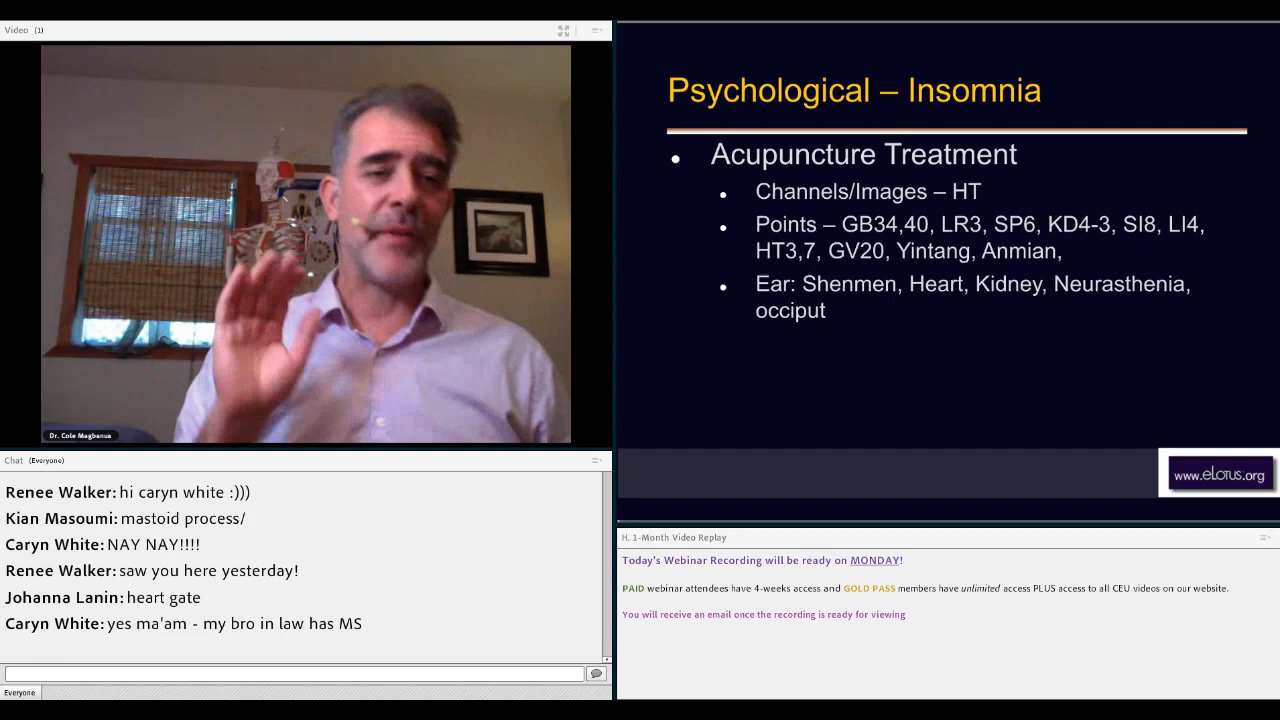 Video (1)
Dr. Cole Magbanua
Chat (Everyone)
Renee Walker: hi caryn white :)))
Kian Masoumi: mastoid process/
Caryn White: NAY NAY!!!!
Renee Walker: saw you here yesterday!
Johanna Lanin: heart gate
Caryn White: yes ma'am - my bro in law has MS
Everyone
Psychological – Insomnia
• Acupuncture Treatment
• Channels/Images – HT
• Points – GB34,40, LR3, SP6, KD4-3, SI8, LI4,
HT3,7, GV20, Yintang, Anmian,
• Ear: Shenmen, Heart, Kidney, Neurasthenia,
occiput
www.eLotus.org
H. 1-Month Video Replay
Today's Webinar Recording will be ready on MONDAY!
PAID webinar attendees have 4-weeks access and GOLD PASS members have unlimited access PLUS access to all CEU videos on our website.
You will receive an email once the recording is ready for viewing